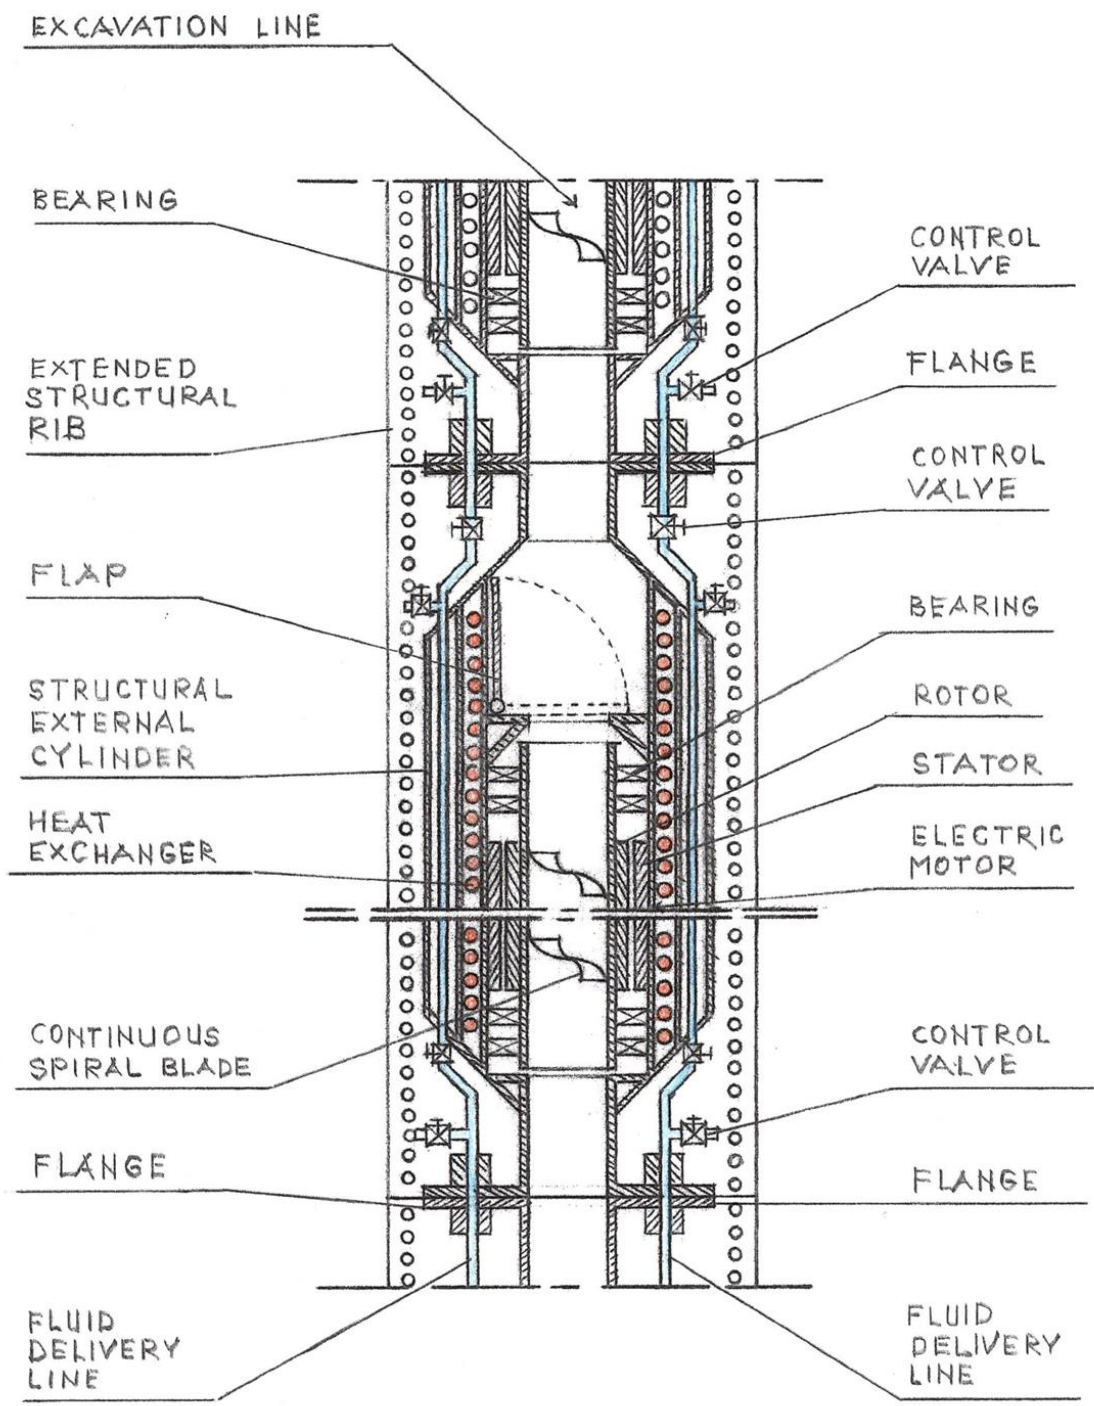 EXCAVATION LINE
BEARING
EXTENDED
STRUCTURAL
RIB
FLAP
STRUCTURAL
EXTERNAL
CYLINDER
HEAT
EXCHANGER
CONTINUOUS
SPIRAL BLADE
FLANGE
FLUID
DELIVERY
LINE
CONTROL
VALVE
FLANGE
CONTROL
VALVE
BEARING
ROTOR
STATOR
ELECTRIC
MOTOR
CONTROL
VALVE
FLANGE
FLUID
DELIVERY
LINE